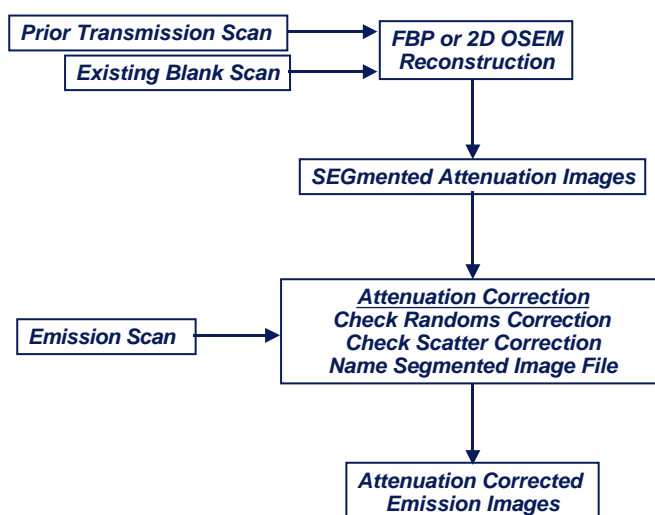 Prior Transmission Scan
Existing Blank Scan
FBP or 2D OSEM
Reconstruction
SEGmented Attenuation Images
Emission Scan
Attenuation Correction
Check Randoms Correction
Check Scatter Correction
Name Segmented Image File
Attenuation Corrected
Emission Images